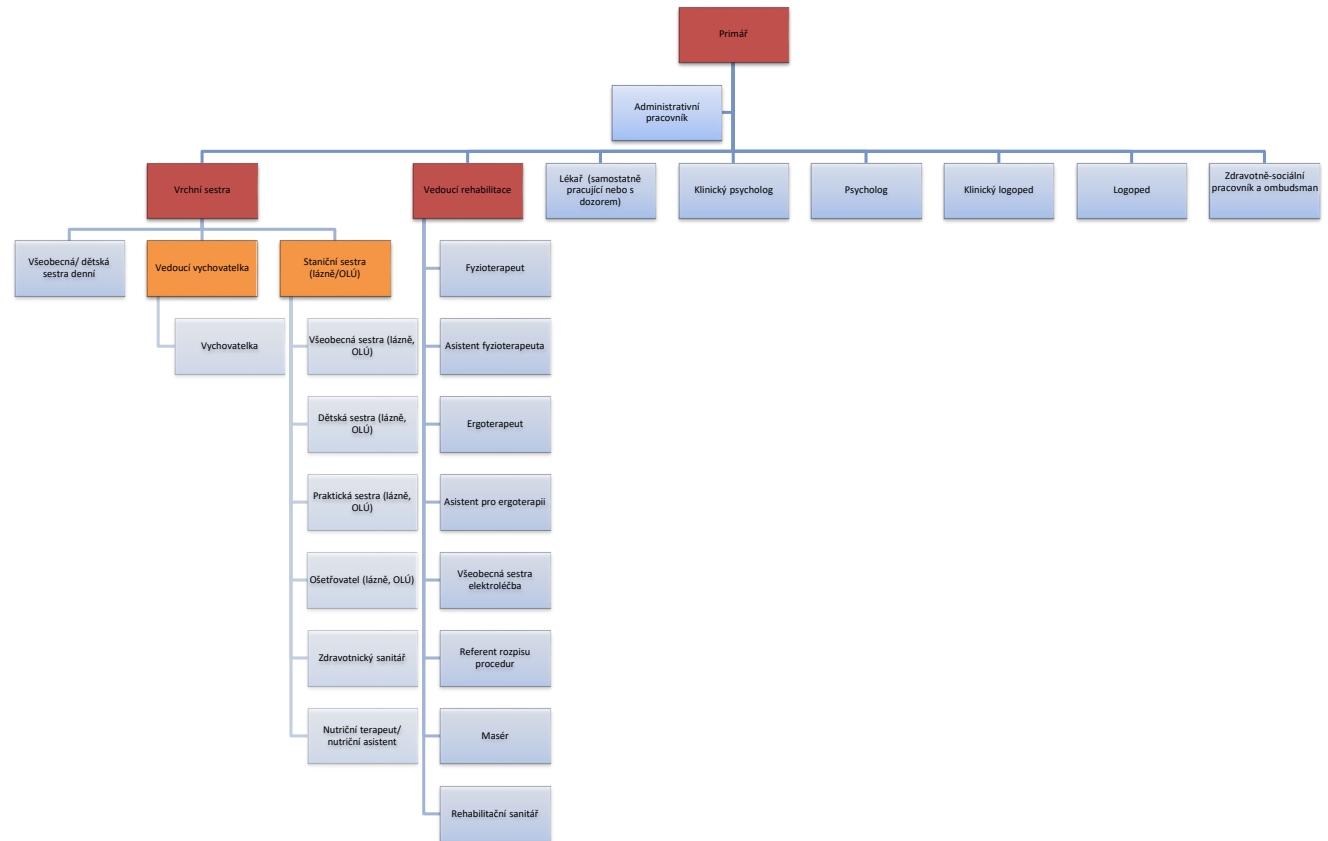 Primář
Administrativní
pracovník
Vrchní sestra
Vedoucí rehabilitace
Lékař (samostatně
pracující nebo s
dozorem)
Klinický psycholog
Psycholog
Klinický logoped
Logoped
Zdravotně-sociální
pracovník a ombudsman
Všeobecná/ dětská
sestra denní
Vedoucí vychovatelka
Staniční sestra
(lázně/OLÚ)
Fyzioterapeut
Vychovatelka
Všeobecná sestra (lázně,
OLÚ)
Asistent fyzioterapeuta
Dětská sestra (lázně,
OLÚ)
Ergoterapeut
Praktická sestra (lázně,
OLÚ)
Asistent pro ergoterapii
Ošetřovatel (lázně, OLÚ)
Všeobecná sestra
elektroléčba
Zdravotnický sanitář
Referent rozpisu
procedur
Nutriční terapeut/
nutriční asistent
Masér
Rehabilitační sanitář